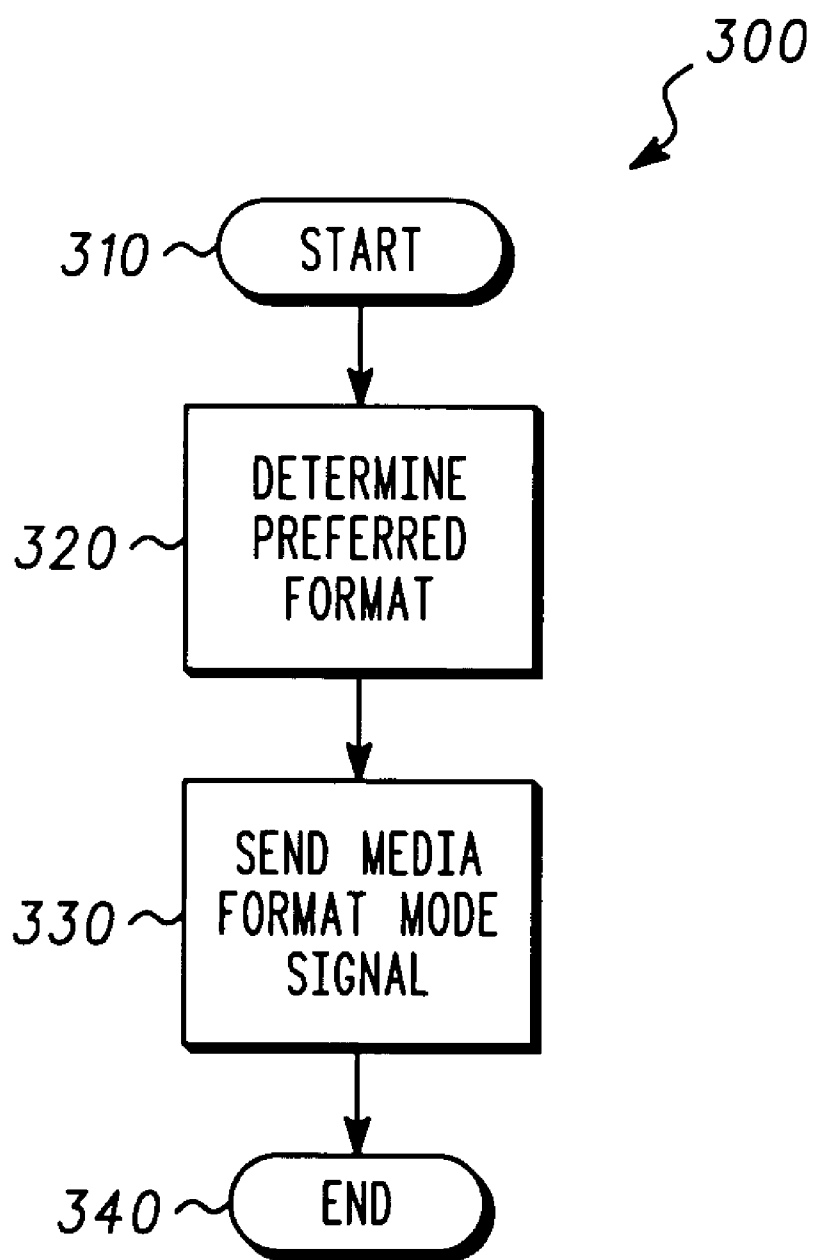 300
310
START
320
DETERMINE
PREFERRED
FORMAT
330
SEND MEDIA
FORMAT MODE
SIGNAL
340
END